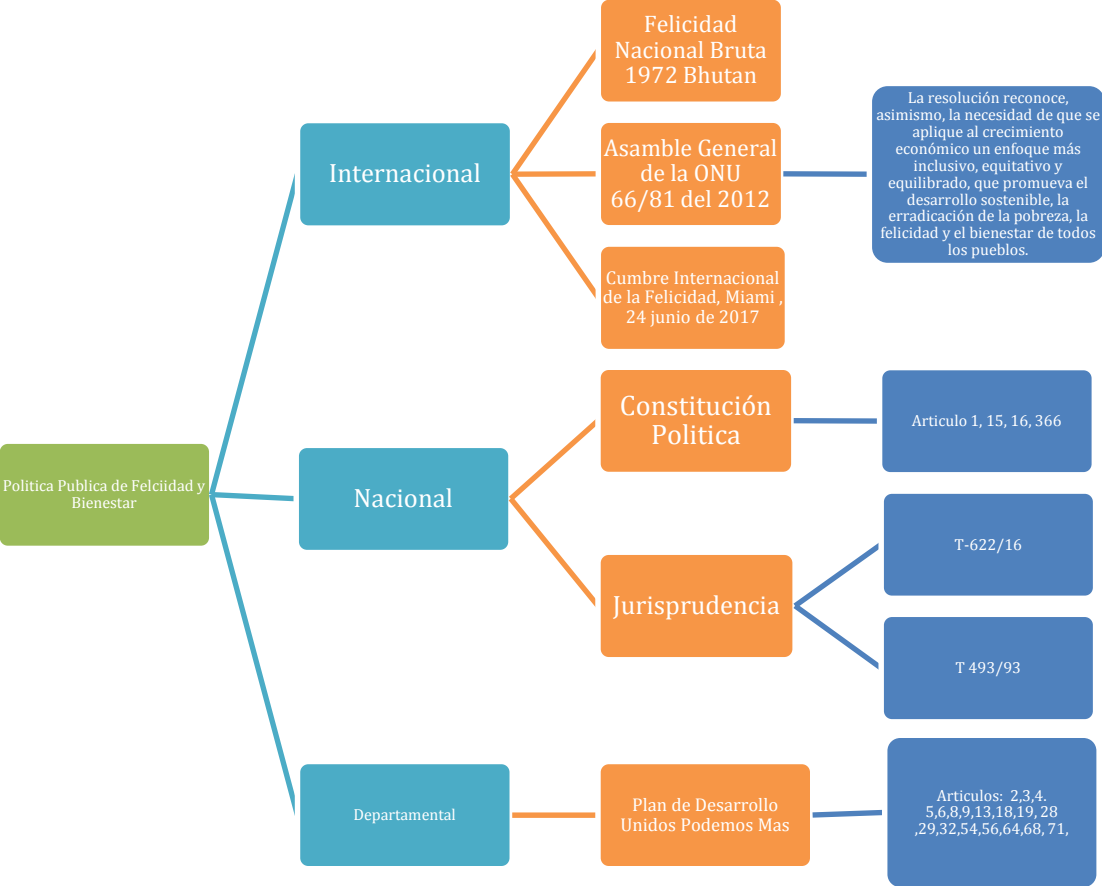 Politica Publica de Felciidad y
Bienestar
Internacional
Felicidad
Nacional Bruta
1972 Bhutan
Asamble General
de la ONU
66/81 del 2012
La resolución reconoce,
asimismo, la necesidad de que se
aplique al crecimiento
económico un enfoque más
inclusivo, equitativo y
equilibrado, que promueva el
desarrollo sostenible, la
erradicación de la pobreza, la
felicidad y el bienestar de todos
los pueblos.
Cumbre Internacional
de la Felicidad, Miami ,
24 junio de 2017
Nacional
Constitución
Politica
Articulo 1, 15, 16, 366
Jurisprudencia
T-622/16
T 493/93
Departamental
Plan de Desarrollo
Unidos Podemos Mas
Articulos: 2,3,4.
5,6,8,9,13,18,19, 28
,29,32,54,56,64,68, 71,